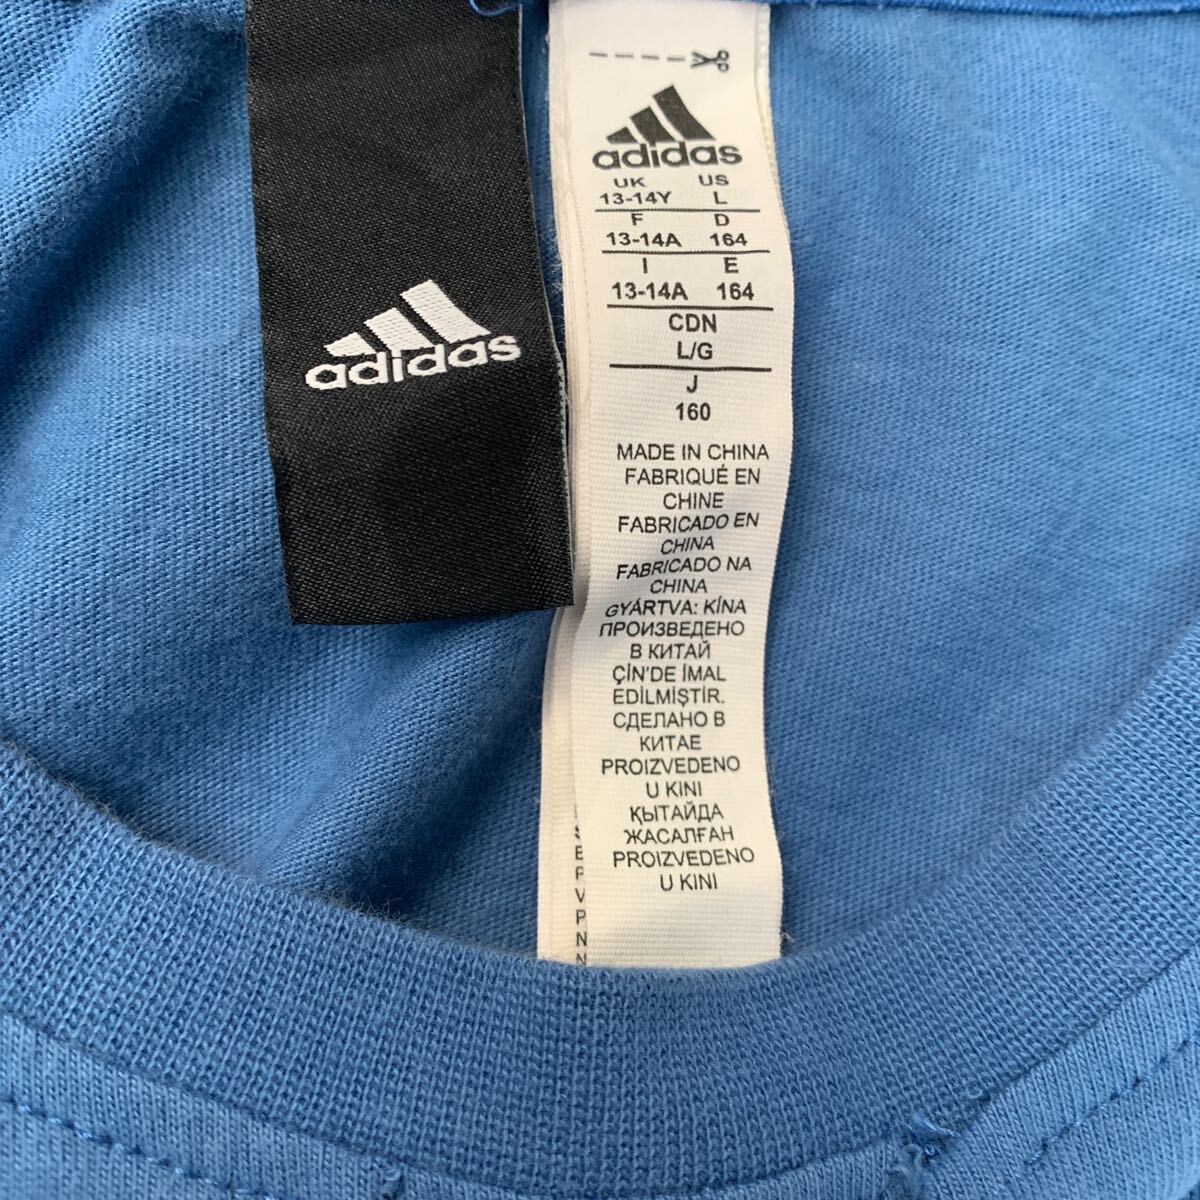 adidas
adidas
UK US
13-14Y L
F D
13-14A 164
I E
13-14A 164
CDN
L/G
J
160
MADE IN CHINA
FABRIQUÉ EN
CHINE
FABRICADO EN
CHINA
FABRICADO NA
CHINA
GYÁRTVA: KÍNA
ПРОИЗВЕДЕНО
В КИТАЙ
ÇİN'DE İMAL
EDİLMİŞTİR.
СДЕЛАНО В
КИТАЕ
PROIZVEDENO
U KINI
ҚЫТАЙДА
ЖАСАЛҒАН
PROIZVEDENO
U KINI